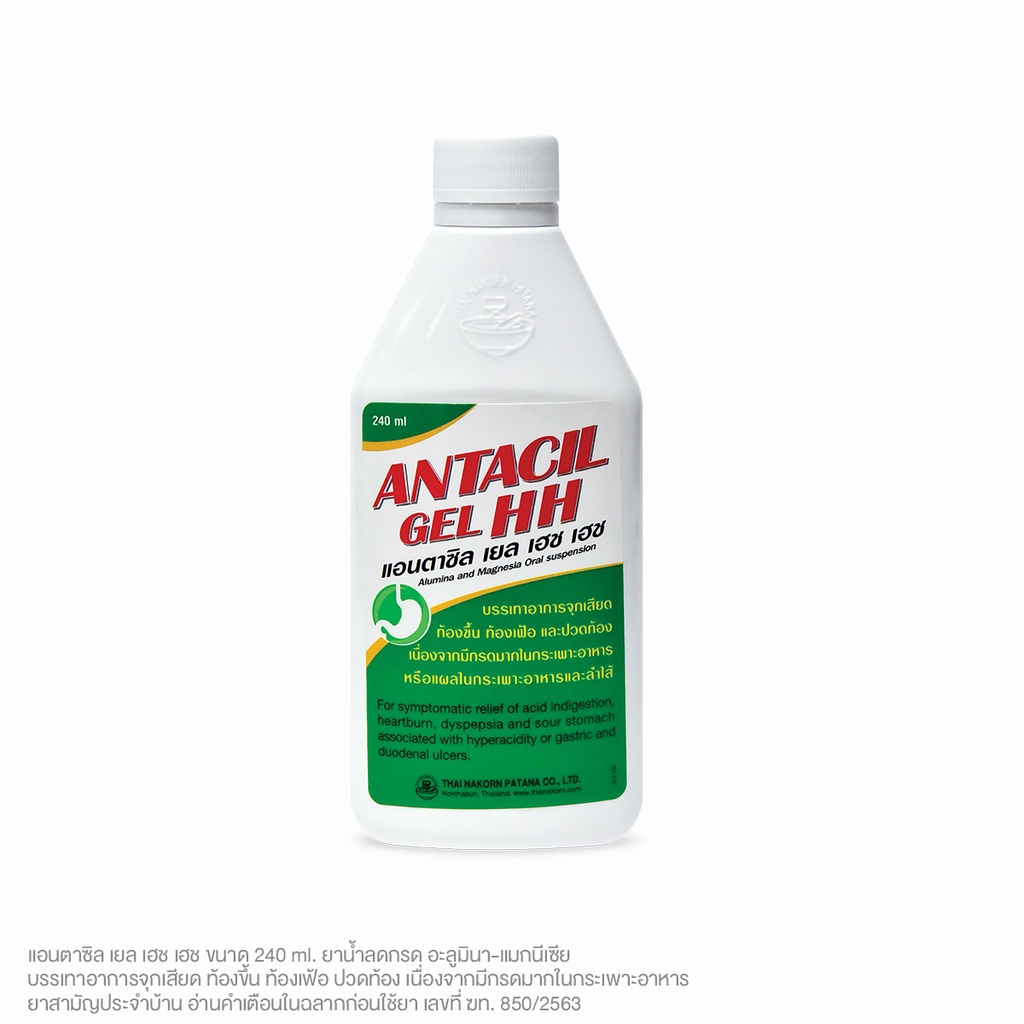 THAI NAKORN PATANA
240 ml
ANTACIL
GEL HH
แอนตาซิล เยล เฮช เฮช
Alumina and Magnesia Oral suspension
บรรเทาอาการจุกเสียด
ท้องขึ้น ท้องเฟ้อ และปวดท้อง
เนื่องจากมีกรดมากในกระเพาะอาหาร
หรือแผลในกระเพาะอาหารและลำไส้
For symptomatic relief of acid indigestion,
heartburn, dyspepsia and sour stomach
associated with hyperacidity or gastric and
duodenal ulcers.
THAI NAKORN PATANA CO., LTD.
Nonthaburi, Thailand. www.thainakorn.com
แอนตาซิล เยล เฮช เฮช ขนาด 240 ml. ยาน้ำลดกรด อะลูมินา-แมกนีเซีย
บรรเทาอาการจุกเสียด ท้องขึ้น ท้องเฟ้อ ปวดท้อง เนื่องจากมีกรดมากในกระเพาะอาหาร
ยาสามัญประจำบ้าน อ่านคำเตือนในฉลากก่อนใช้ยา เลขที่ ฆท. 850/2563